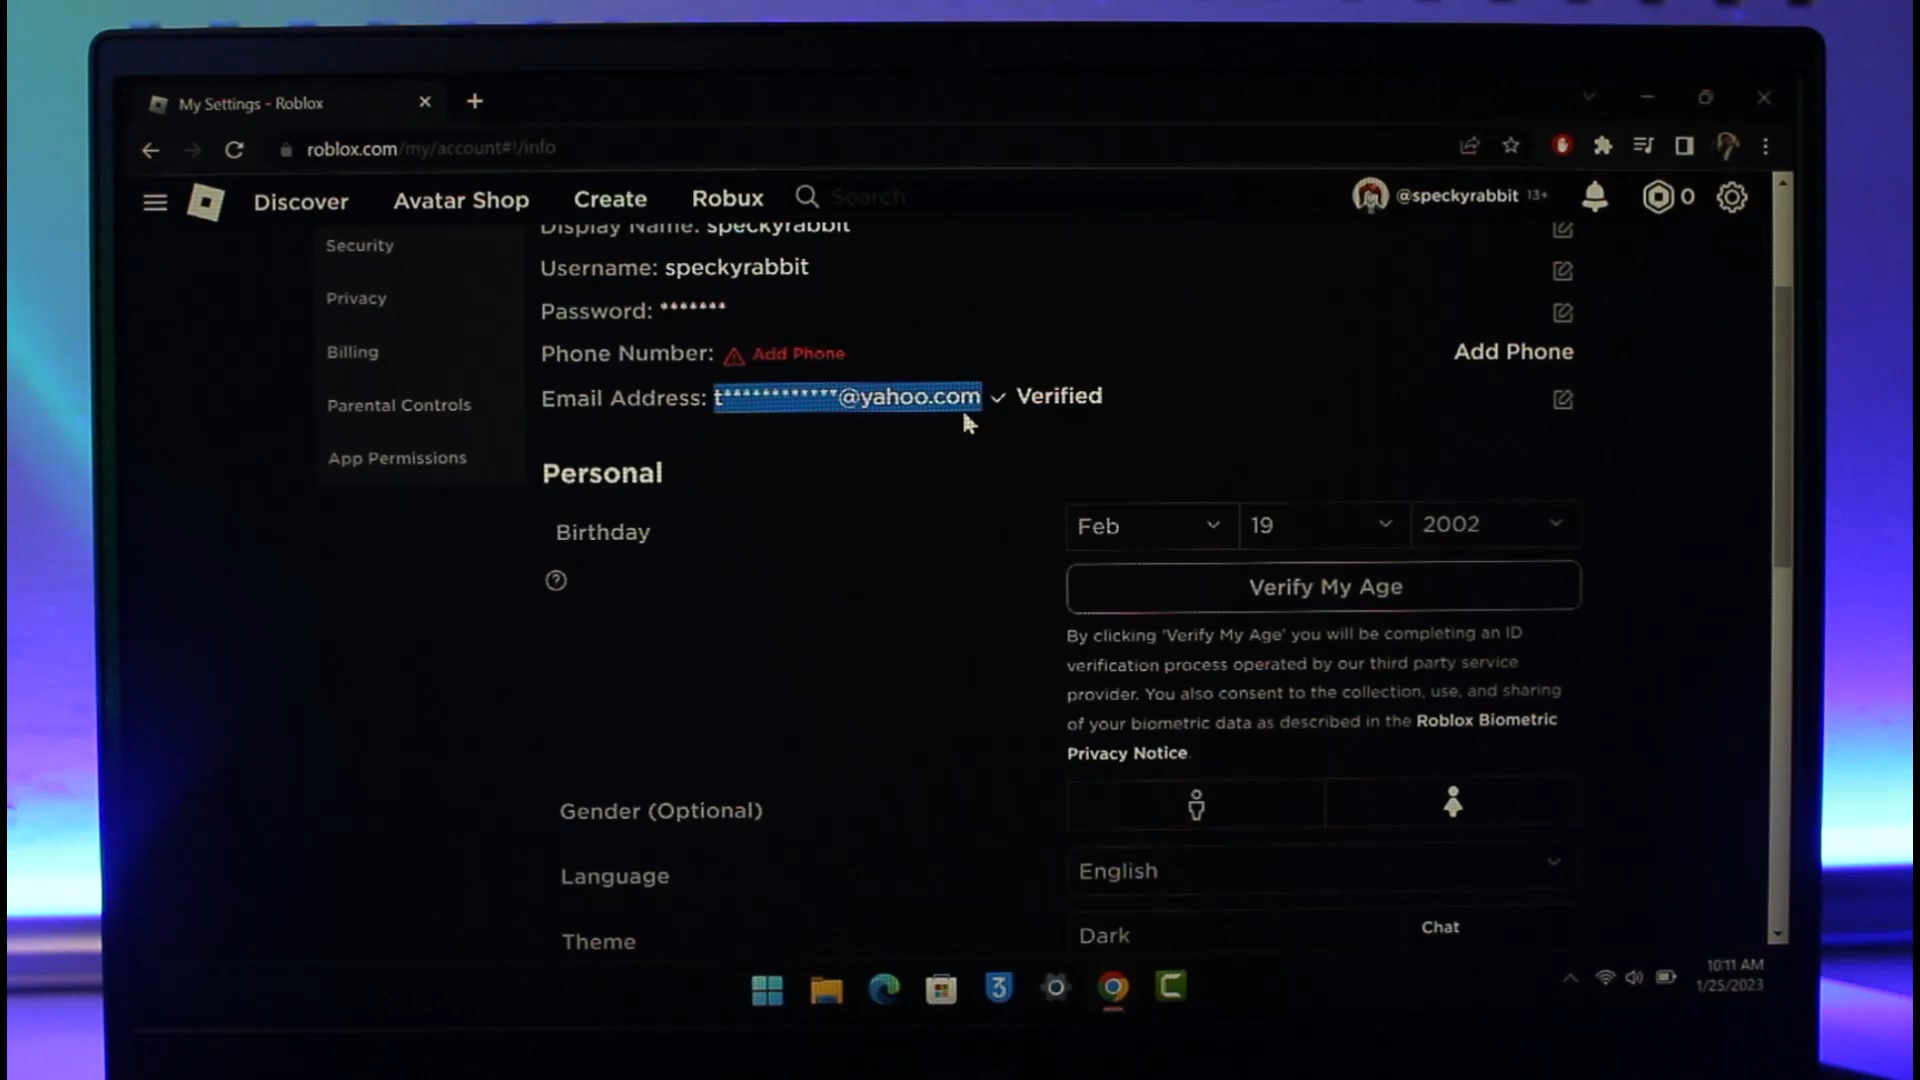 My Settings - Roblox
roblox.com/my/account#!/info
Discover Avatar Shop Create Robux Search @speckyrabbit 13+ 0
Display Name: speckyrabbit
Security
Username: speckyrabbit
Privacy
Password: *******
Billing
Phone Number: Add Phone Add Phone
Parental Controls
Email Address: t************@yahoo.com ✓ Verified
App Permissions
Personal
Birthday Feb 19 2002
Verify My Age
By clicking 'Verify My Age' you will be completing an ID
verification process operated by our third party service
provider. You also consent to the collection, use, and sharing
of your biometric data as described in the Roblox Biometric
Privacy Notice.
Gender (Optional)
Language English
Theme Dark
Chat
3
10:11 AM
1/25/2023